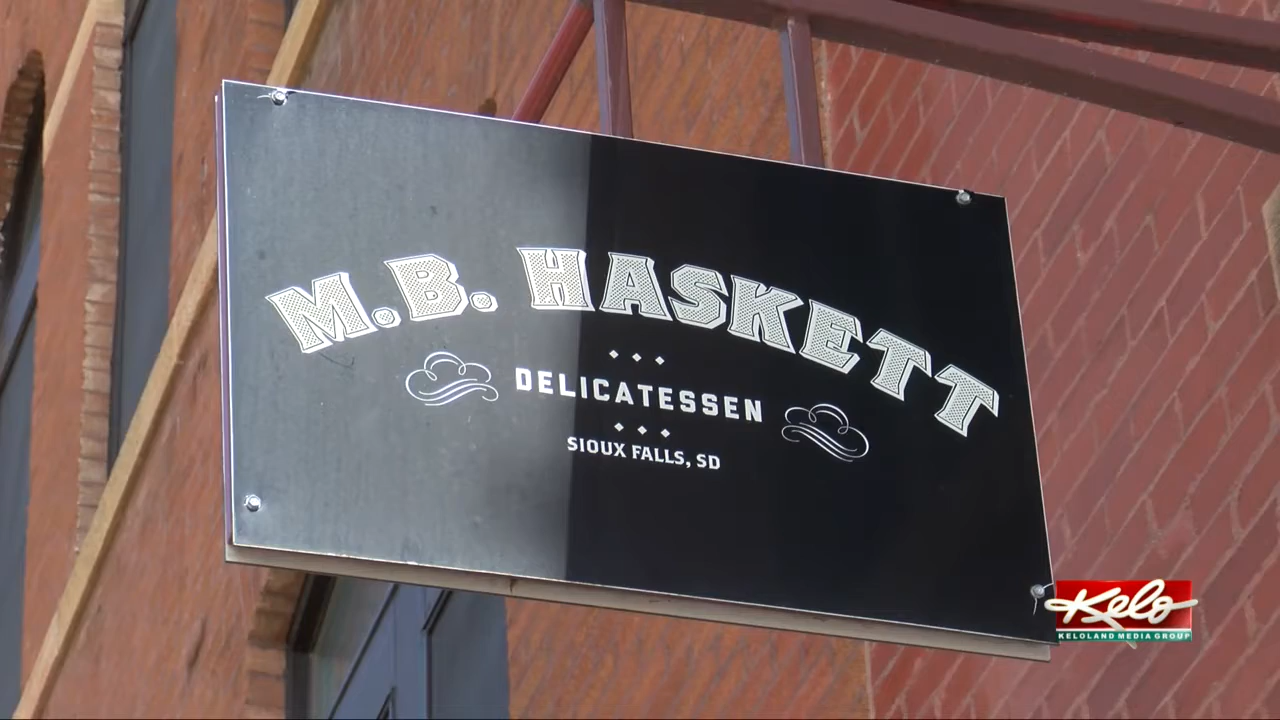 M.B. HASKETT
DELICATESSEN
SIOUX FALLS, SD
Kelo
KELOLAND MEDIA GROUP